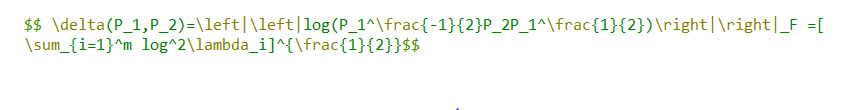 $$ \delta(P_1,P_2)=\left|\left|log(P_1^\frac{-1}{2}P_2P_1^\frac{1}{2})\right|\right|_F =[
\sum_{i=1}^m log^2\lambda_i]^{\frac{1}{2}}$$